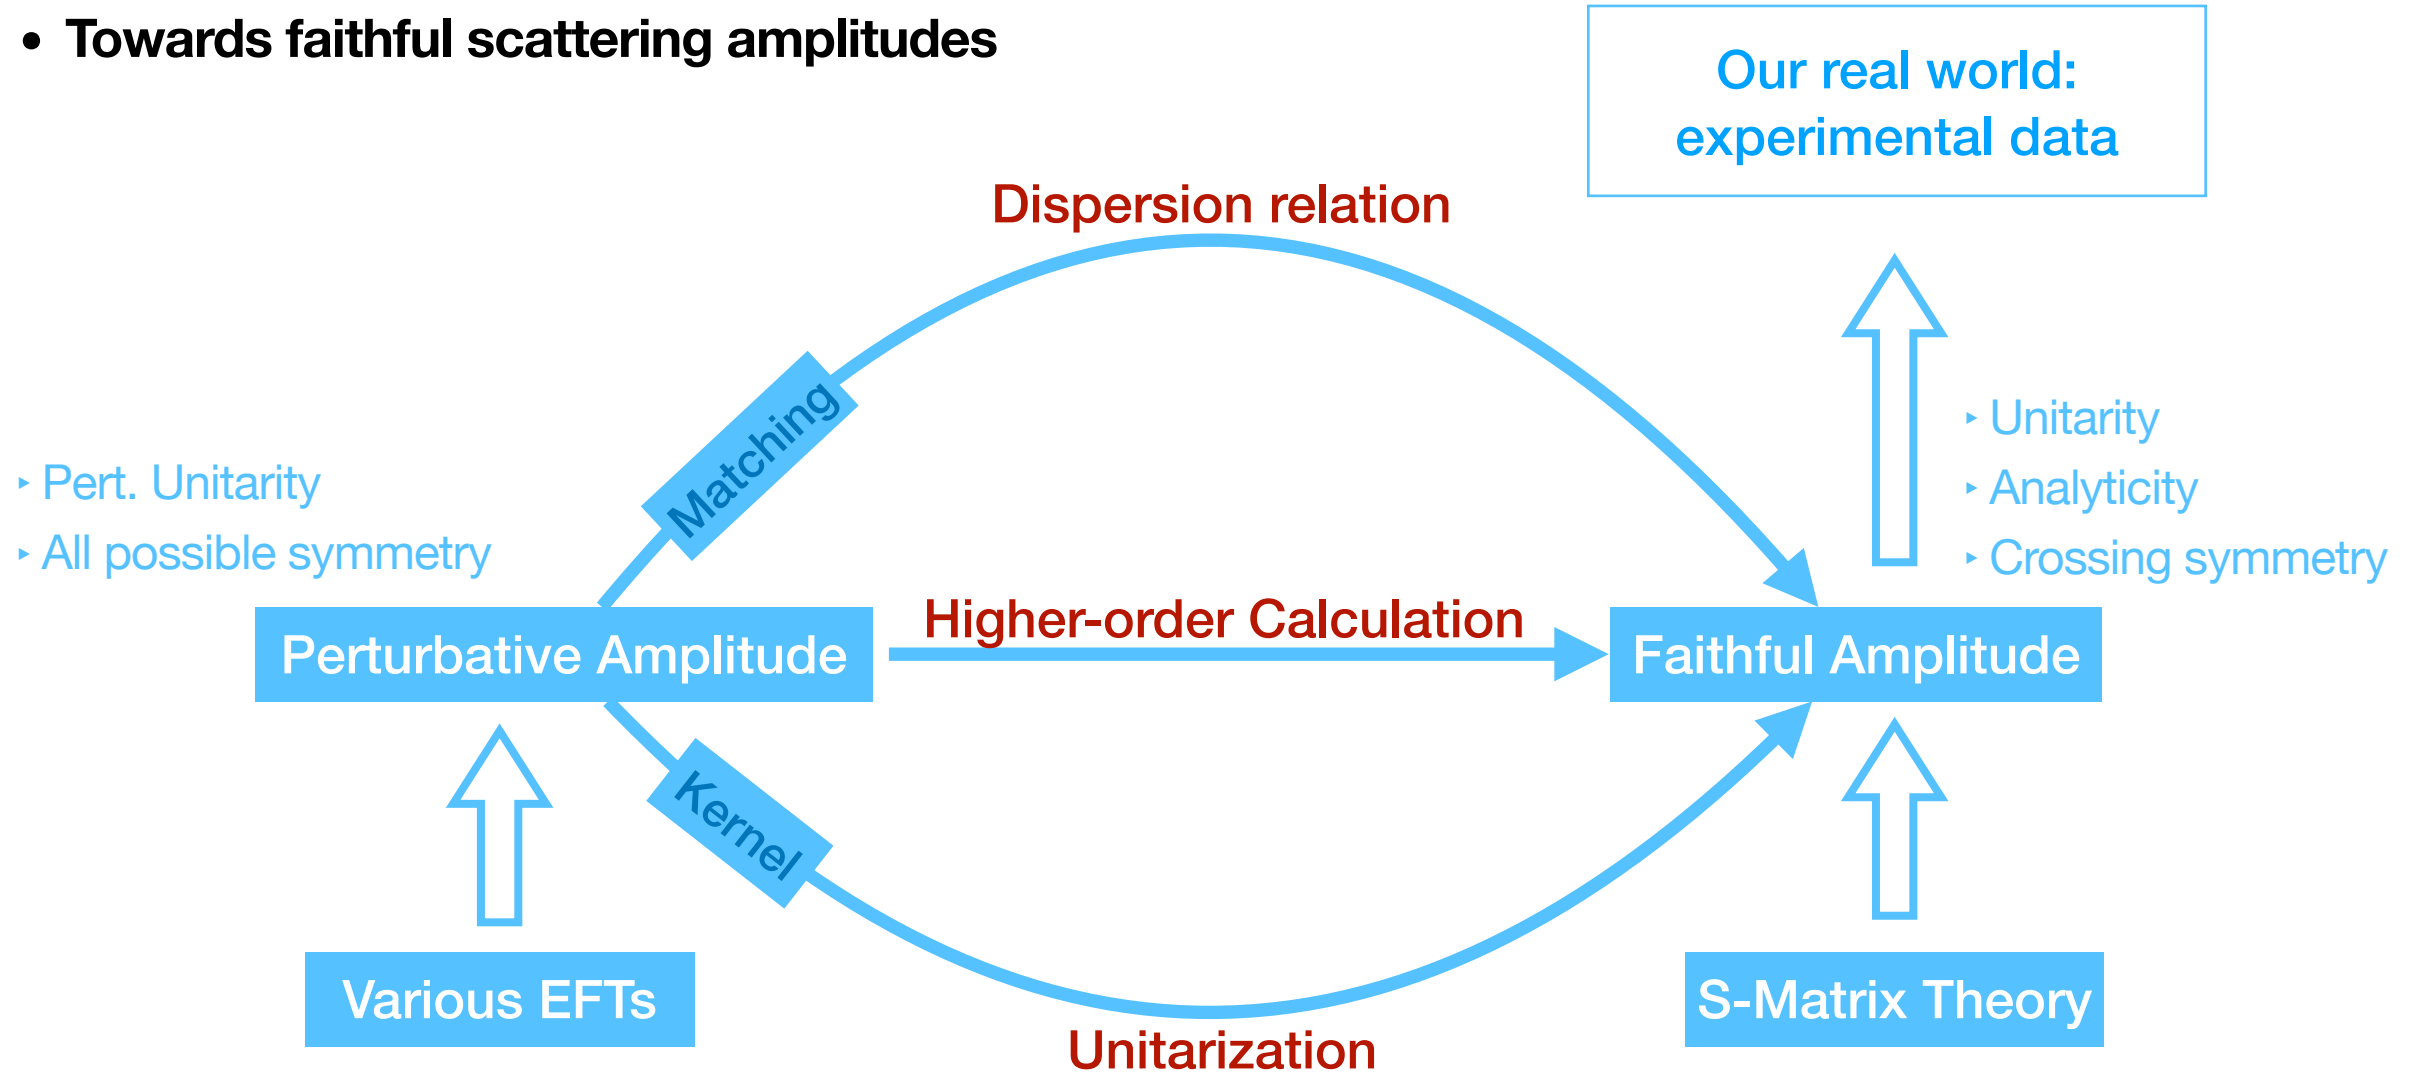 • Towards faithful scattering amplitudes
Our real world:
experimental data
Dispersion relation
Matching
‣ Unitarity
‣ Analyticity
‣ Crossing symmetry
‣ Pert. Unitarity
‣ All possible symmetry
Higher-order Calculation
Perturbative Amplitude
Faithful Amplitude
Kernel
Various EFTs
S-Matrix Theory
Unitarization